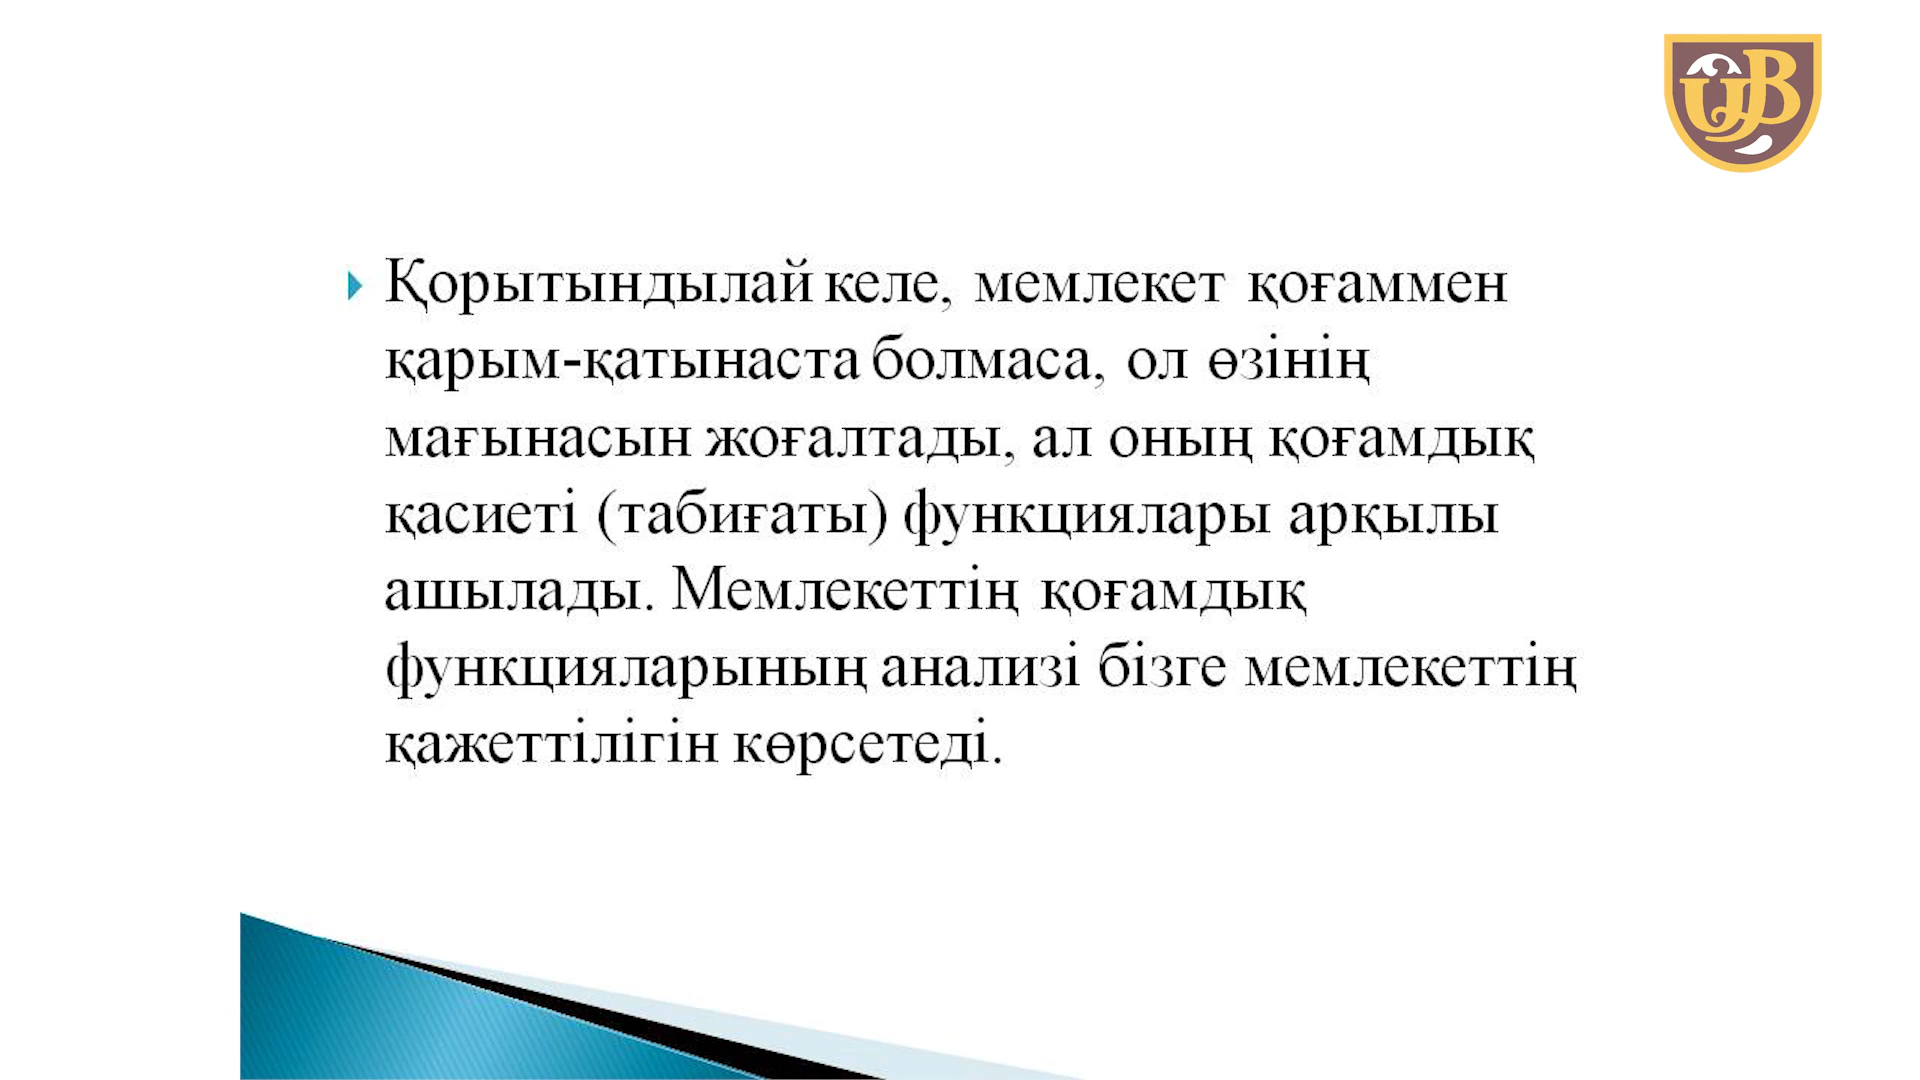 Қорытындылай келе, мемлекет қоғаммен
қарым-қатынаста болмаса, ол өзінің
мағынасын жоғалтады, ал оның қоғамдық
қасиеті (табиғаты) функциялары арқылы
ашылады. Мемлекеттің қоғамдық
функцияларының анализі бізге мемлекеттің
қажеттілігін көрсетеді.